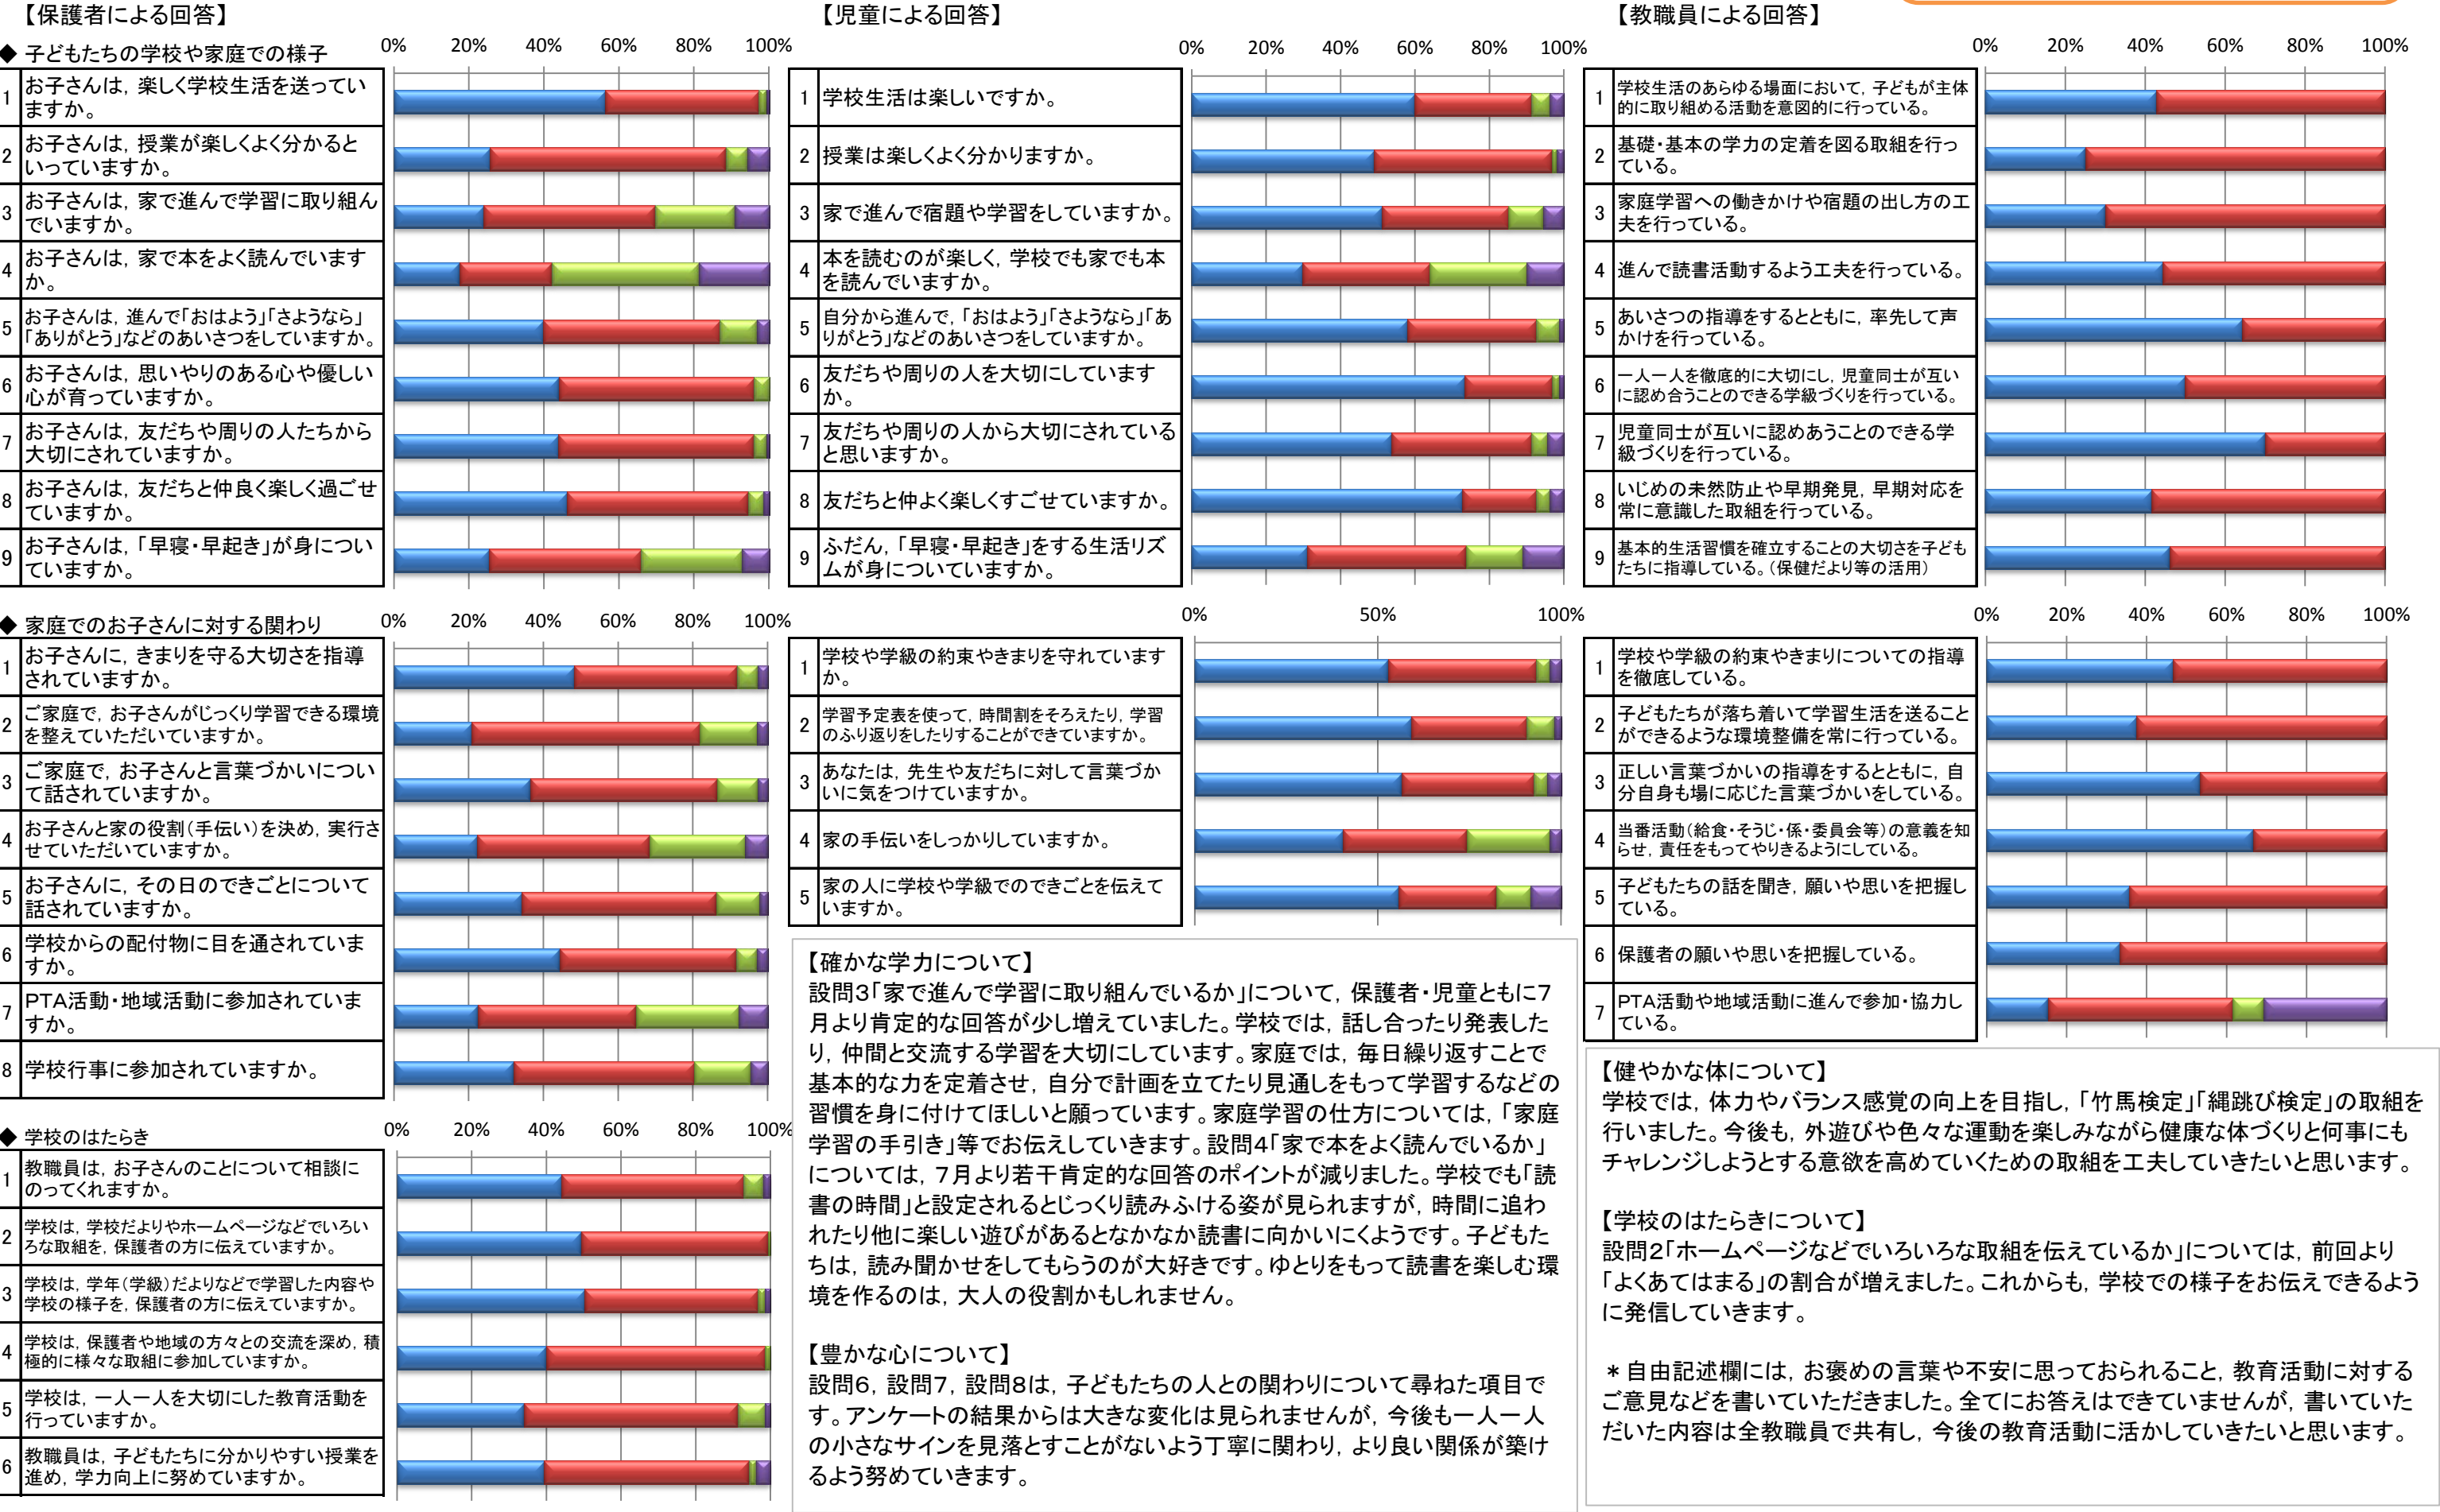 【保護者による回答】
◆ 子どもたちの学校や家庭での様子
0% 20% 40% 60% 80% 100%
1 お子さんは，楽しく学校生活を送ってい
ますか。
2 お子さんは，授業が楽しくよく分かると
いっていますか。
3 お子さんは，家で進んで学習に取り組ん
でいますか。
4 お子さんは，家で本をよく読んでいます
か。
5 お子さんは，進んで「おはよう」「さようなら」
「ありがとう」などのあいさつをしていますか。
6 お子さんは，思いやりのある心や優しい
心が育っていますか。
7 お子さんは，友だちや周りの人たちから
大切にされていますか。
8 お子さんは，友だちと仲良く楽しく過ごせ
ていますか。
9 お子さんは，「早寝・早起き」が身につい
ていますか。
◆ 家庭でのお子さんに対する関わり
0% 20% 40% 60% 80% 100%
1 お子さんに，きまりを守る大切さを指導
されていますか。
2 ご家庭で，お子さんがじっくり学習できる環境
を整えていただいていますか。
3 ご家庭で，お子さんと言葉づかいについ
て話されていますか。
4 お子さんと家の役割（手伝い）を決め，実行さ
せていただいていますか。
5 お子さんに，その日のできごとについて
話されていますか。
6 学校からの配付物に目を通されていま
すか。
7 PTA活動・地域活動に参加されていま
すか。
8 学校行事に参加されていますか。
◆ 学校のはたらき
0% 20% 40% 60% 80% 100%
1 教職員は，お子さんのことについて相談に
のってくれますか。
2 学校は，学校だよりやホームページなどでいろい
ろな取組を，保護者の方に伝えていますか。
3 学校は，学年（学級）だよりなどで学習した内容や
学校の様子を，保護者の方に伝えていますか。
4 学校は，保護者や地域の方々との交流を深め，積
極的に様々な取組に参加していますか。
5 学校は，一人一人を大切にした教育活動を
行っていますか。
6 教職員は，子どもたちに分かりやすい授業を
進め，学力向上に努めていますか。
【児童による回答】
0% 20% 40% 60% 80% 100%
1 学校生活は楽しいですか。
2 授業は楽しくよく分かりますか。
3 家で進んで宿題や学習をしていますか。
4 本を読むのが楽しく，学校でも家でも本
を読んでいますか。
5 自分から進んで，「おはよう」「さようなら」「あ
りがとう」などのあいさつをしていますか。
6 友だちや周りの人を大切にしています
か。
7 友だちや周りの人から大切にされている
と思いますか。
8 友だちと仲よく楽しくすごせていますか。
9 ふだん，「早寝・早起き」をする生活リズ
ムが身についていますか。
0% 50% 100%
1 学校や学級の約束やきまりを守れています
か。
2 学習予定表を使って，時間割をそろえたり，学習
のふり返りをしたりすることができていますか。
3 あなたは，先生や友だちに対して言葉づか
いに気をつけていますか。
4 家の手伝いをしっかりしていますか。
5 家の人に学校や学級でのできごとを伝えて
いますか。
【確かな学力について】
設問3「家で進んで学習に取り組んでいるか」について，保護者・児童ともに7
月より肯定的な回答が少し増えていました。学校では，話し合ったり発表した
り，仲間と交流する学習を大切にしています。家庭では，毎日繰り返すことで
基本的な力を定着させ，自分で計画を立てたり見通しをもって学習するなどの
習慣を身に付けてほしいと願っています。家庭学習の仕方については，「家庭
学習の手引き」等でお伝えしていきます。設問4「家で本をよく読んでいるか」
については，7月より若干肯定的な回答のポイントが減りました。学校でも「読
書の時間」と設定されるとじっくり読みふける姿が見られますが，時間に追わ
れたり他に楽しい遊びがあるとなかなか読書に向かいにくようです。子どもた
ちは，読み聞かせをしてもらうのが大好きです。ゆとりをもって読書を楽しむ環
境を作るのは，大人の役割かもしれません。
【豊かな心について】
設問6，設問7，設問8は，子どもたちの人との関わりについて尋ねた項目で
す。アンケートの結果からは大きな変化は見られませんが，今後も一人一人
の小さなサインを見落とすことがないよう丁寧に関わり，より良い関係が築け
るよう努めていきます。
【教職員による回答】
0% 20% 40% 60% 80% 100%
1 学校生活のあらゆる場面において，子どもが主体
的に取り組める活動を意図的に行っている。
2 基礎・基本の学力の定着を図る取組を行っ
ている。
3 家庭学習への働きかけや宿題の出し方の工
夫を行っている。
4 進んで読書活動するよう工夫を行っている。
5 あいさつの指導をするとともに，率先して声
かけを行っている。
6 一人一人を徹底的に大切にし，児童同士が互い
に認め合うことのできる学級づくりを行っている。
7 児童同士が互いに認めあうことのできる学
級づくりを行っている。
8 いじめの未然防止や早期発見，早期対応を
常に意識した取組を行っている。
9 基本的生活習慣を確立することの大切さを子ども
たちに指導している。（保健だより等の活用）
0% 20% 40% 60% 80% 100%
1 学校や学級の約束やきまりについての指導
を徹底している。
2 子どもたちが落ち着いて学習生活を送ること
ができるような環境整備を常に行っている。
3 正しい言葉づかいの指導をするとともに，自
分自身も場に応じた言葉づかいをしている。
4 当番活動（給食・そうじ・係・委員会等）の意義を知
らせ，責任をもってやりきるようにしている。
5 子どもたちの話を聞き，願いや思いを把握し
ている。
6 保護者の願いや思いを把握している。
7 PTA活動や地域活動に進んで参加・協力し
ている。
【健やかな体について】
学校では，体力やバランス感覚の向上を目指し，「竹馬検定」「縄跳び検定」の取組を
行いました。今後も，外遊びや色々な運動を楽しみながら健康な体づくりと何事にも
チャレンジしようとする意欲を高めていくための取組を工夫していきたいと思います。
【学校のはたらきについて】
設問2「ホームページなどでいろいろな取組を伝えているか」については，前回より
「よくあてはまる」の割合が増えました。これからも，学校での様子をお伝えできるよう
に発信していきます。
＊自由記述欄には，お褒めの言葉や不安に思っておられること，教育活動に対する
ご意見などを書いていただきました。全てにお答えはできていませんが，書いていた
だいた内容は全教職員で共有し，今後の教育活動に活かしていきたいと思います。